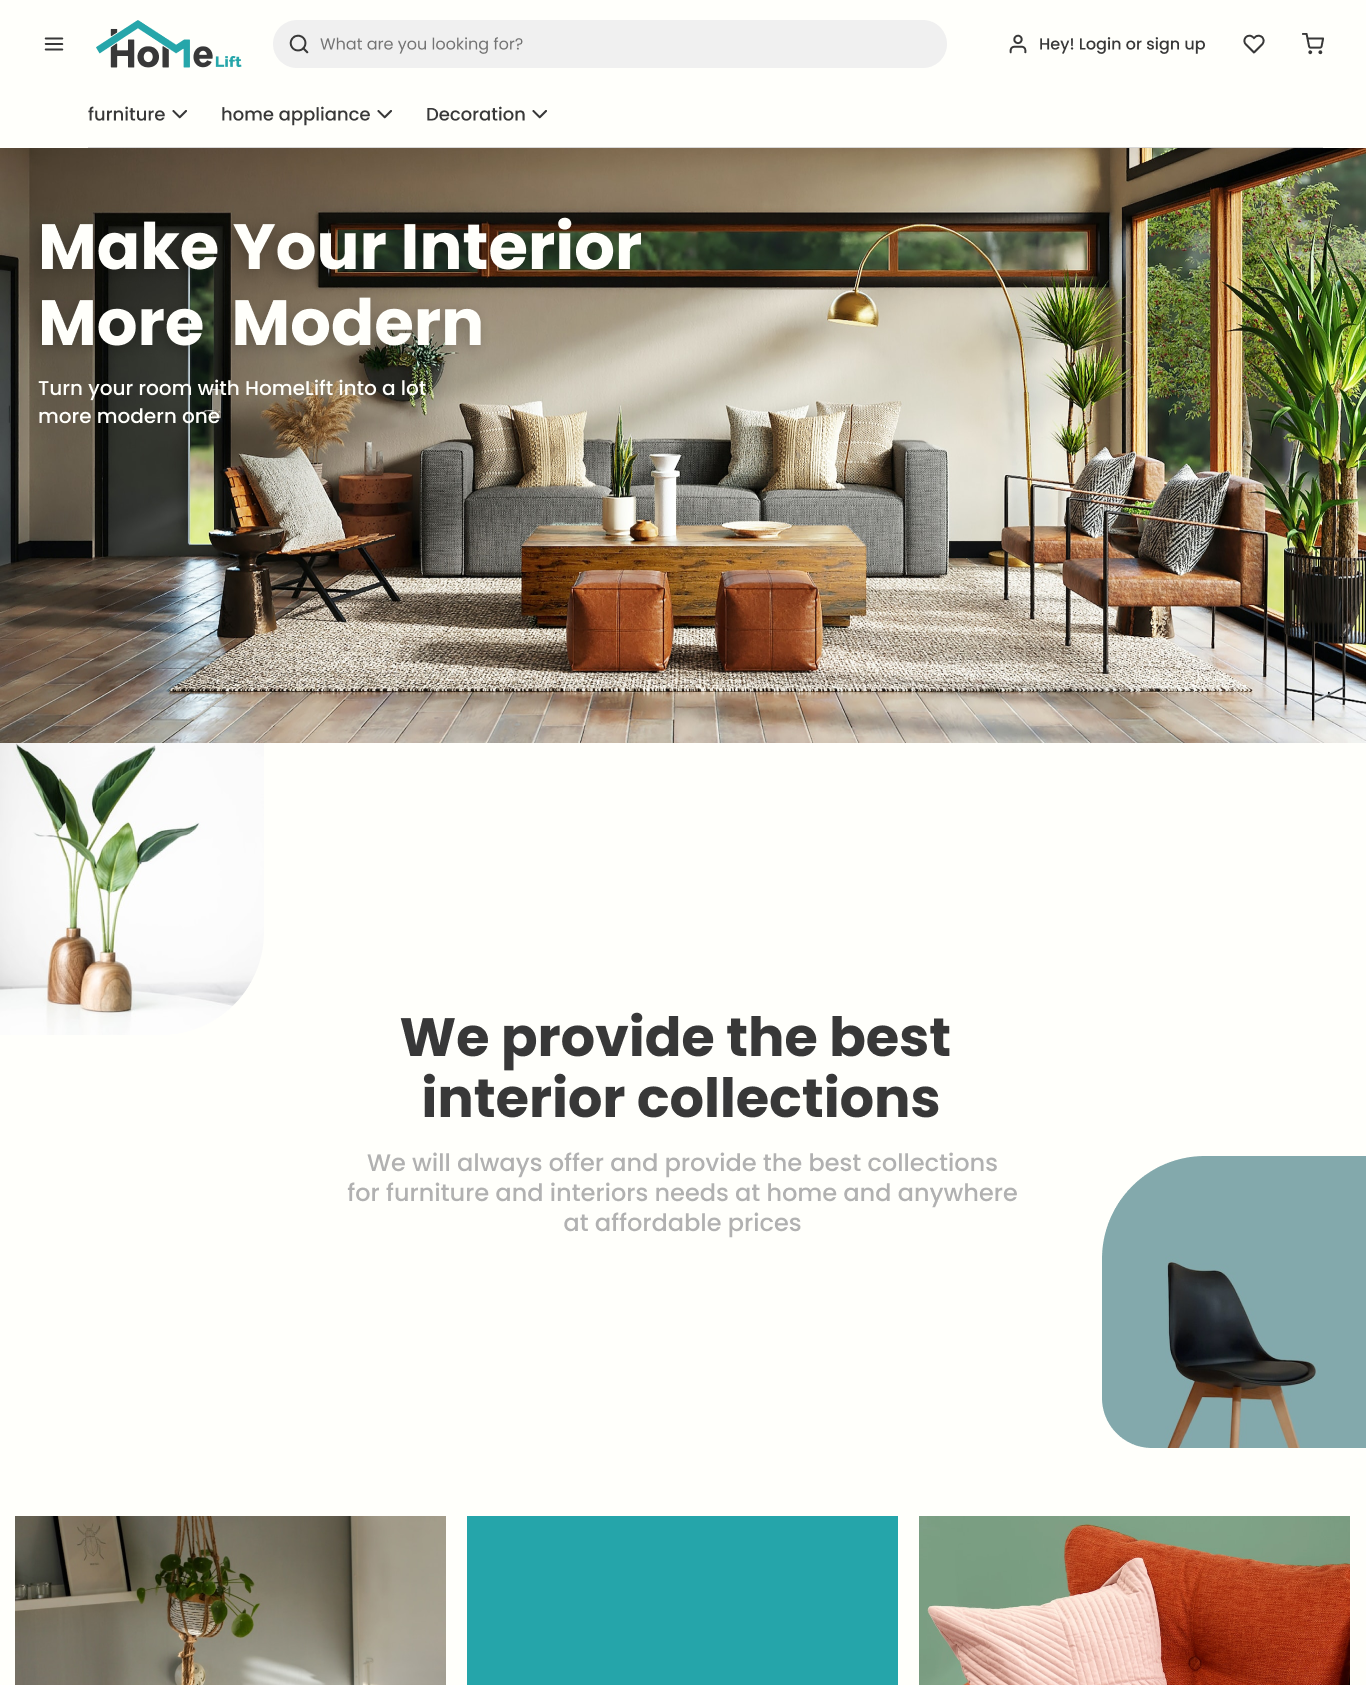 HoMe Lift
What are you looking for?
Hey! Login or sign up
furniture
home appliance
Decoration
Make Your Interior
More Modern
Turn your room with HomeLift into a lot
more modern one
We provide the best
interior collections
We will always offer and provide the best collections
for furniture and interiors needs at home and anywhere
at affordable prices